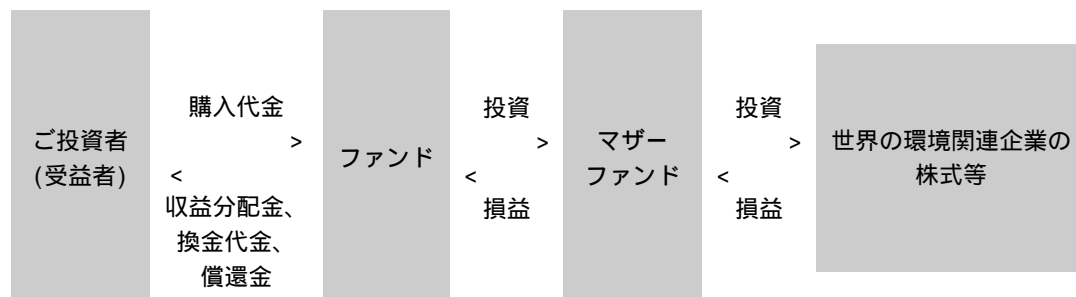 ご投資者
(受益者)
購入代金
>
<
収益分配金、
換金代金、
償還金
ファンド
投資
>
<
損益
マザー
ファンド
投資
>
<
損益
世界の環境関連企業の
株式等